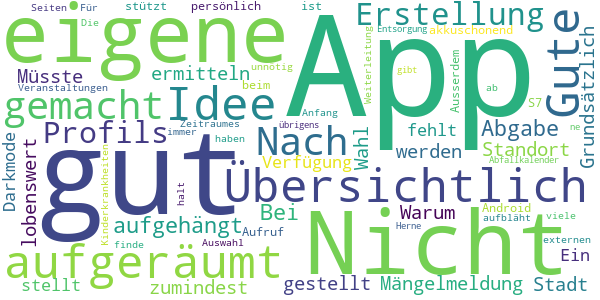 Seiten Für stützt persönlich ist Erstellung
Die
eigene App Gute
Müsste ermitteln Entsorgung akkuschonend
Veranstaltungen unnötig beim Weiterleitung Ausserdem Grundsätzlich
gemacht Idee gibt ab S7
Anfang ne
Darkmode Profils Zeitraumes übrigens Nach Wahl fehlt Abgabe
immer haben werden Standort
lobenswert gut Kinderkrankheiten Verfügung Abfallkalender
Übersichtlich
halt
aufgehängt Bei Nicht Warum Android viele
aufbläht
Aufruf Herne
finde Auswahl externen Ein
aufgeräumt
stellt zumindest gestellt Mängelmeldung Stadt